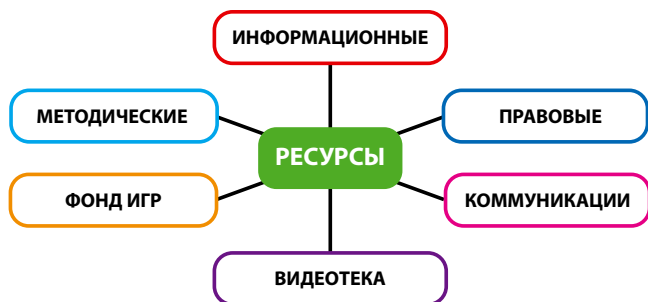 ИНФОРМАЦИОННЫЕ
МЕТОДИЧЕСКИЕ
ПРАВОВЫЕ
РЕСУРСЫ
ФОНД ИГР
КОММУНИКАЦИИ
ВИДЕОТЕКА